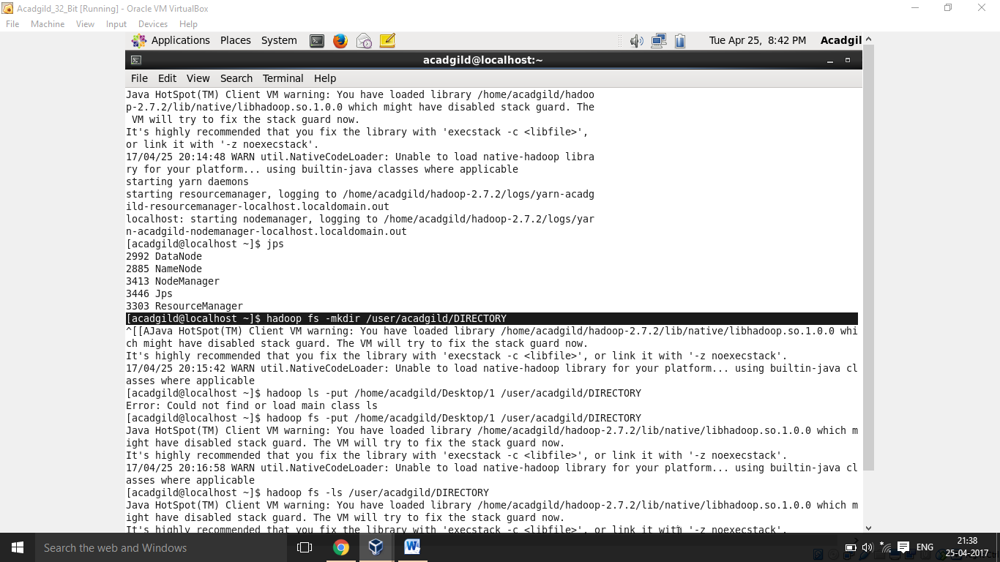 Acadgild_32_Bit [Running] - Oracle VM VirtualBox
File Machine View Input Devices Help
Applications Places System Tue Apr 25, 8:42 PM Acadgil
acadgild@localhost:~
File Edit View Search Terminal Help
Java HotSpot(TM) Client VM warning: You have loaded library /home/acadgild/hadoo
p-2.7.2/lib/native/libhadoop.so.1.0.0 which might have disabled stack guard. The
 VM will try to fix the stack guard now.
It's highly recommended that you fix the library with 'execstack -c <libfile>',
or link it with '-z noexecstack'.
17/04/25 20:14:48 WARN util.NativeCodeLoader: Unable to load native-hadoop libra
ry for your platform... using builtin-java classes where applicable
starting yarn daemons
starting resourcemanager, logging to /home/acadgild/hadoop-2.7.2/logs/yarn-acadg
ild-resourcemanager-localhost.localdomain.out
localhost: starting nodemanager, logging to /home/acadgild/hadoop-2.7.2/logs/yar
n-acadgild-nodemanager-localhost.localdomain.out
[acadgild@localhost ~]$ jps
2992 DataNode
2885 NameNode
3413 NodeManager
3446 Jps
3303 ResourceManager
[acadgild@localhost ~]$ hadoop fs -mkdir /user/acadgild/DIRECTORY
^[[AJava HotSpot(TM) Client VM warning: You have loaded library /home/acadgild/hadoop-2.7.2/lib/native/libhadoop.so.1.0.0 whi
ch might have disabled stack guard. The VM will try to fix the stack guard now.
It's highly recommended that you fix the library with 'execstack -c <libfile>', or link it with '-z noexecstack'.
17/04/25 20:15:42 WARN util.NativeCodeLoader: Unable to load native-hadoop library for your platform... using builtin-java cl
asses where applicable
[acadgild@localhost ~]$ hadoop ls -put /home/acadgild/Desktop/1 /user/acadgild/DIRECTORY
Error: Could not find or load main class ls
[acadgild@localhost ~]$ hadoop fs -put /home/acadgild/Desktop/1 /user/acadgild/DIRECTORY
Java HotSpot(TM) Client VM warning: You have loaded library /home/acadgild/hadoop-2.7.2/lib/native/libhadoop.so.1.0.0 which m
ight have disabled stack guard. The VM will try to fix the stack guard now.
It's highly recommended that you fix the library with 'execstack -c <libfile>', or link it with '-z noexecstack'.
17/04/25 20:16:58 WARN util.NativeCodeLoader: Unable to load native-hadoop library for your platform... using builtin-java cl
asses where applicable
[acadgild@localhost ~]$ hadoop fs -ls /user/acadgild/DIRECTORY
Java HotSpot(TM) Client VM warning: You have loaded library /home/acadgild/hadoop-2.7.2/lib/native/libhadoop.so.1.0.0 which m
ight have disabled stack guard. The VM will try to fix the stack guard now.
It's highly recommended that you fix the library with 'execstack -c <libfile>', or link it with '-z noexecstack'.
Search the web and Windows
ENG
21:38
25-04-2017